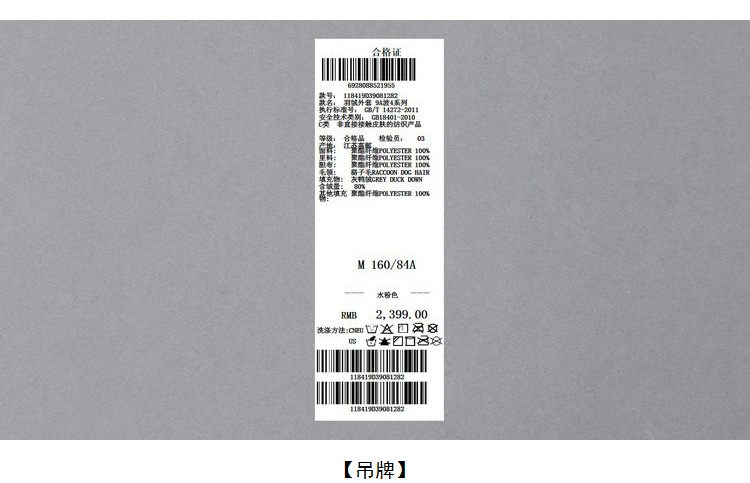 合格证
6928088521955
款号: 118419D39081282
款名: 羽绒外套 9A波4系列
执行标准号: GB/T 14272-2011
安全技术类别: GB18401-2010
C类 非直接接触皮肤的纺织产品
等级: 合格品 检验员: 03
产地: 江苏高邮
面料: 聚酯纤维POLYESTER 100%
里料: 聚酯纤维POLYESTER 100%
胆布: 聚酯纤维POLYESTER 100%
毛领: 貉子毛RACCOON DOG HAIR
填充物: 灰鸭绒GREY DUCK DOWN
含绒量: 80%
其他填充 聚酯纤维POLYESTER 100%
物:
M 160/84A
水粉色
RMB 2,399.00
洗涤方法:CNEU
US
118419D39081282
118419D39081282
【吊牌】